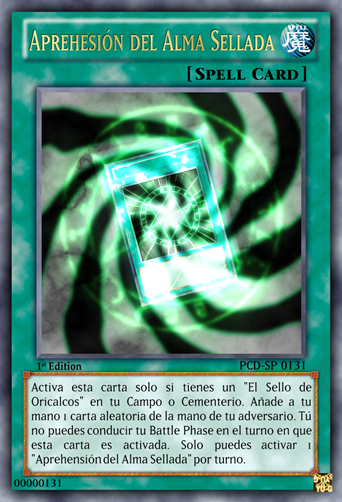 Aprehesión del Alma Sellada
SPELL
魔
[Spell Card]
1st Edition
PCD-SP 0131
Activa esta carta solo si tienes un "El Sello de
Oricalcos" en tu Campo o Cementerio. Añade a tu
mano 1 carta aleatoria de la mano de tu adversario. Tú
no puedes conducir tu Battle Phase en el turno en que
esta carta es activada. Solo puedes activar 1
"Aprehensión del Alma Sellada" por turno.
00000131